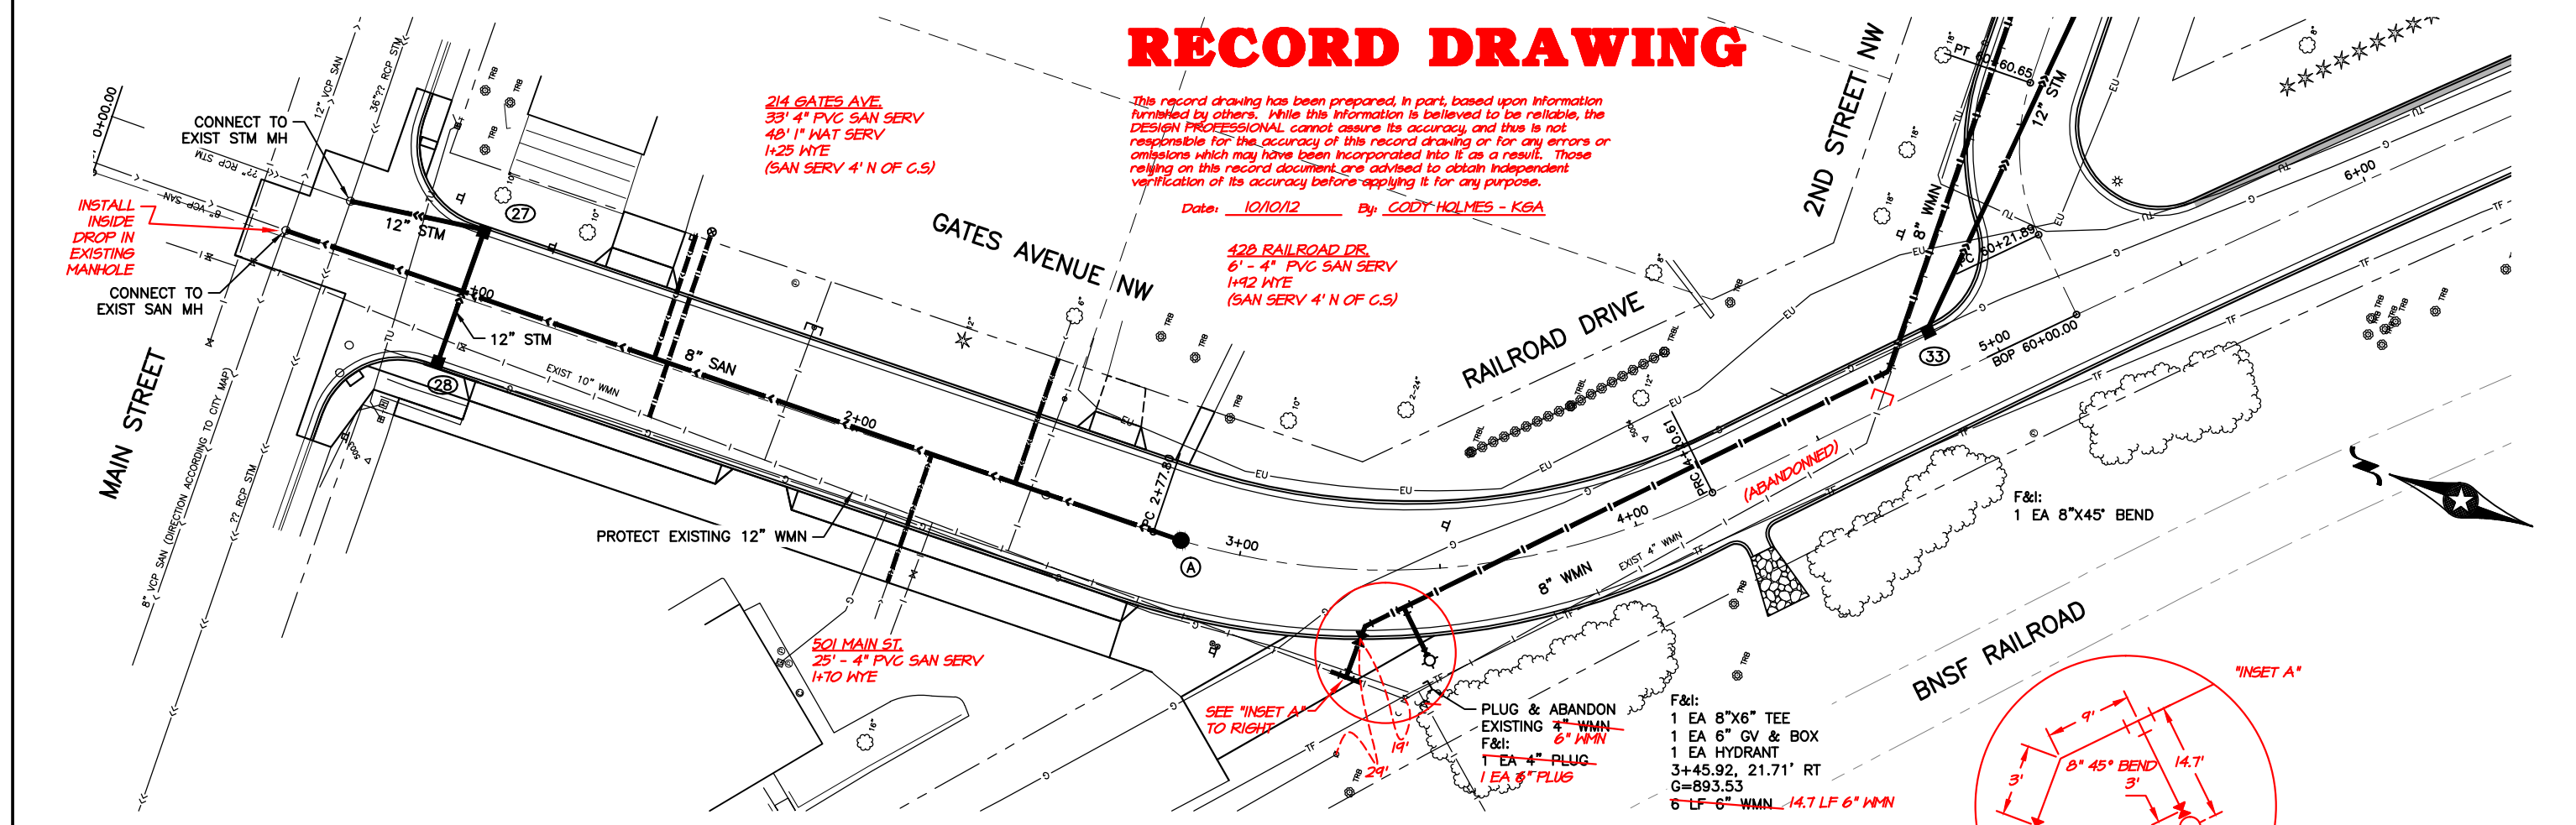 RECORD DRAWING
This record drawing has been prepared, in part, based upon information
furnished by others. While this information is believed to be reliable, the
DESIGN PROFESSIONAL cannot assure its accuracy, and thus is not
responsible for the accuracy of this record drawing or for any errors or
omissions which may have been incorporated into it as a result. Those
relying on this record document are advised to obtain independent
verification of its accuracy before applying it for any purpose.
Date: 10/10/12 By: CODY HOLMES - KGA
214 GATES AVE.
33' 4" PVC SAN SERV
48' 1" WAT SERV
1+25 WYE
(SAN SERV 4' N OF C.S)
428 RAILROAD DR.
6' - 4" PVC SAN SERV
1+92 WYE
(SAN SERV 4' N OF C.S)
0+00.00
12" VCP SAN
36"?? RCP STM
CONNECT TO
EXIST STM MH
?? RCP STM
8" VCP SAN
INSTALL
INSIDE
DROP IN
EXISTING
MANHOLE
CONNECT TO
EXIST SAN MH
12" STM
27
12" STM
28
8" SAN
EXIST 10" WMN
2+00
MAIN STREET
8" VCP SAN (DIRECTION ACCORDING TO CITY MAP)
?? RCP STM
GATES AVENUE NW
PROTECT EXISTING 12" WMN
PC 2+77.80
A
3+00
501 MAIN ST.
25' - 4" PVC SAN SERV
1+70 WYE
RAILROAD DRIVE
2ND STREET NW
PT 60+60.65
12" STM
8" WMN
PC 60+21.89
33
5+00
BOP 60+00.00
6+00
(ABANDONNED)
4+00
EXIST 4" WMN
8" WMN
F&I:
1 EA 8"X45° BEND
BNSF RAILROAD
SEE "INSET A"
TO RIGHT
29'
19'
PLUG & ABANDON
EXISTING 4" WMN
6" WMN
F&I:
1 EA 4" PLUG
1 EA 6" PLUG
F&I:
1 EA 8"X6" TEE
1 EA 6" GV & BOX
1 EA HYDRANT
3+45.92, 21.71' RT
G=893.53
6 LF 6" WMN 14.7 LF 6" WMN
"INSET A"
9'
3'
8" 45° BEND
3'
14.7'